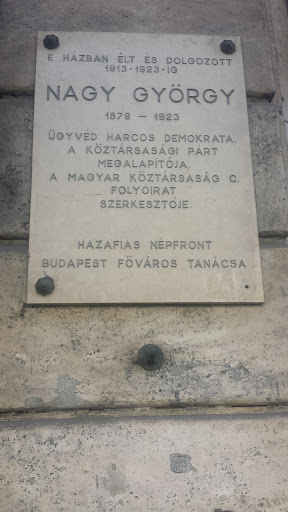 E HÁZBAN ÉLT ÉS DOLGOZOTT
1913-1923-IG
NAGY GYÖRGY
1879 – 1923
ÜGYVÉD HARCOS DEMOKRATA,
A KÖZTÁRSASÁGI PÁRT
MEGALAPÍTÓJA,
A MAGYAR KÖZTÁRSASÁG C.
FOLYÓIRAT
SZERKESZTŐJE.
HAZAFIAS NÉPFRONT
BUDAPEST FŐVÁROS TANÁCSA